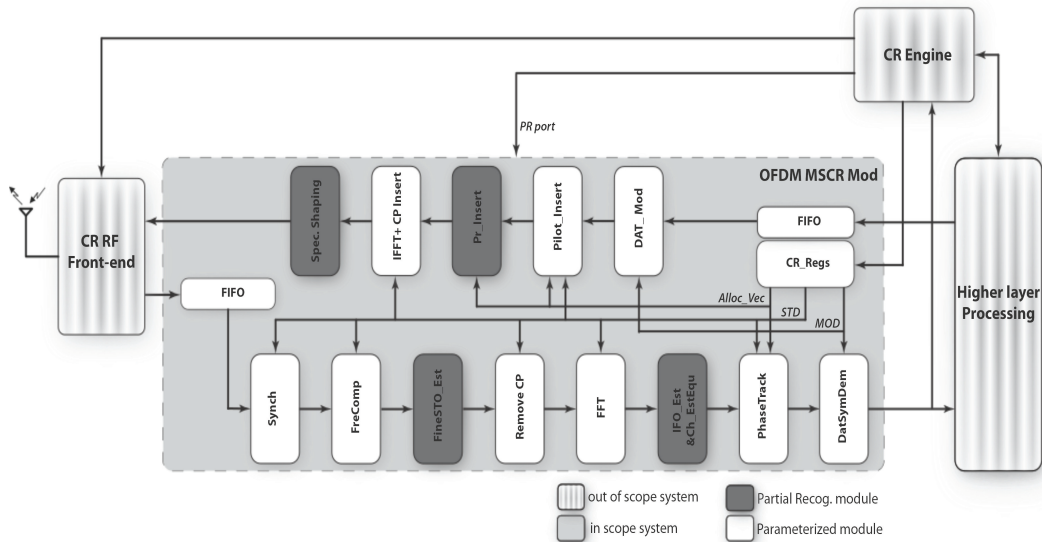 CR Engine
PR port
OFDM MSCR Mod
CR RF
Front-end
Spec. Shaping
IFFT+ CP Insert
Pr_Insert
Pilot_Insert
DAT_ Mod
FIFO
CR_Regs
Higher layer
Processing
FIFO
Alloc_Vec
STD
MOD
Synch
FreComp
FineSTO_Est
Remove CP
FFT
IFO_Est
&Ch_EstEqu
PhaseTrack
DatSymDem
out of scope system
Partial Recog. module
in scope system
Parameterized module